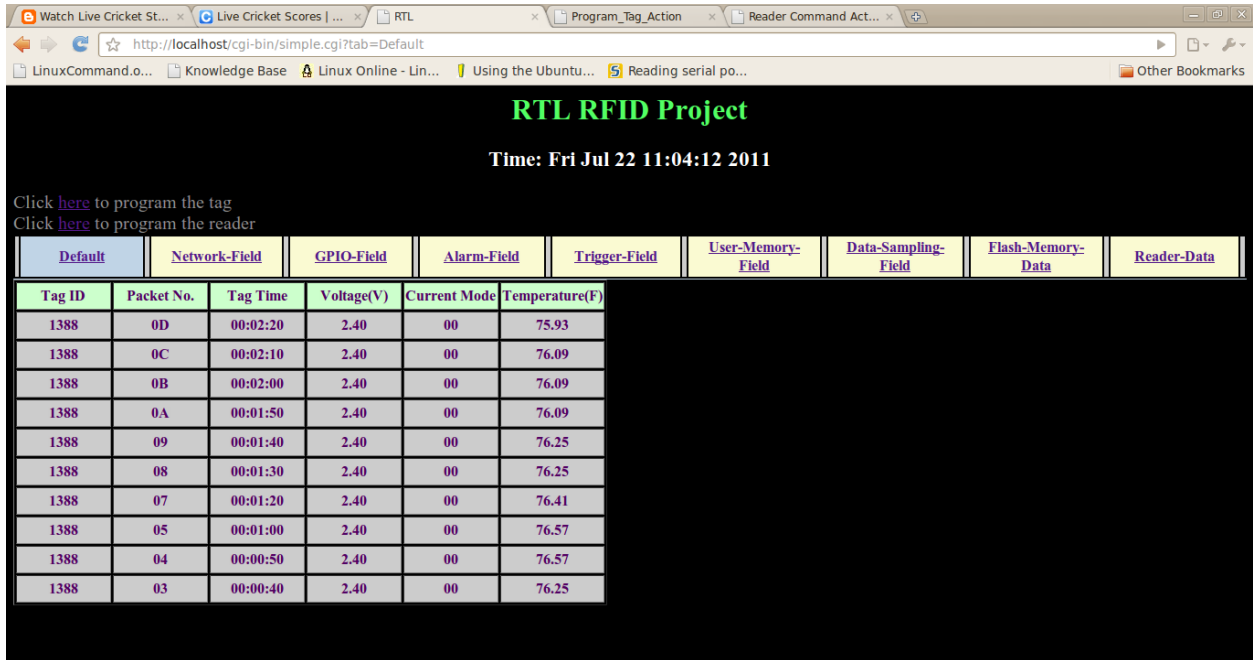 Watch Live Cricket St... Live Cricket Scores | ... RTL Program_Tag_Action Reader Command Act...
http://localhost/cgi-bin/simple.cgi?tab=Default
LinuxCommand.o... Knowledge Base Linux Online - Lin... Using the Ubuntu... Reading serial po... Other Bookmarks
RTL RFID Project
Time: Fri Jul 22 11:04:12 2011
Click here to program the tag
Click here to program the reader
Default Network-Field GPIO-Field Alarm-Field Trigger-Field User-Memory-Field Data-Sampling-Field Flash-Memory-Data Reader-Data
Tag ID Packet No. Tag Time Voltage(V) Current Mode Temperature(F)
1388 0D 00:02:20 2.40 00 75.93
1388 0C 00:02:10 2.40 00 76.09
1388 0B 00:02:00 2.40 00 76.09
1388 0A 00:01:50 2.40 00 76.09
1388 09 00:01:40 2.40 00 76.25
1388 08 00:01:30 2.40 00 76.25
1388 07 00:01:20 2.40 00 76.41
1388 05 00:01:00 2.40 00 76.57
1388 04 00:00:50 2.40 00 76.57
1388 03 00:00:40 2.40 00 76.25